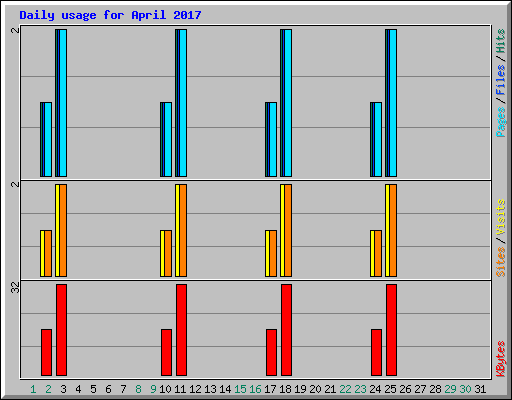 Daily usage for April 2017
2
2
32
Pages/Files/Hits
Sites/Visits
KBytes
1 2 3 4 5 6 7 8 9 10 11 12 13 14 15 16 17 18 19 20 21 22 23 24 25 26 27 28 29 30 31